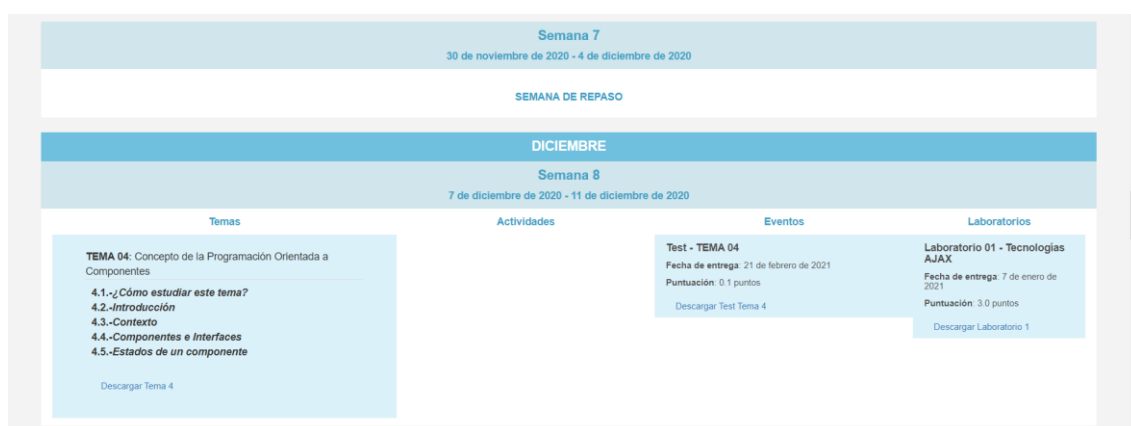 Semana 7
30 de noviembre de 2020 - 4 de diciembre de 2020
SEMANA DE REPASO
DICIEMBRE
Semana 8
7 de diciembre de 2020 - 11 de diciembre de 2020
Temas
TEMA 04: Concepto de la Programación Orientada a
Componentes
4.1.-¿Cómo estudiar este tema?
4.2.-Introducción
4.3.-Contexto
4.4.-Componentes e Interfaces
4.5.-Estados de un componente
Descargar Tema 4
Actividades
Eventos
Test - TEMA 04
Fecha de entrega: 21 de febrero de 2021
Puntuación: 0.1 puntos
Descargar Test Tema 4
Laboratorios
Laboratorio 01 - Tecnologias
AJAX
Fecha de entrega: 7 de enero de
2021
Puntuación: 3.0 puntos
Descargar Laboratorio 1